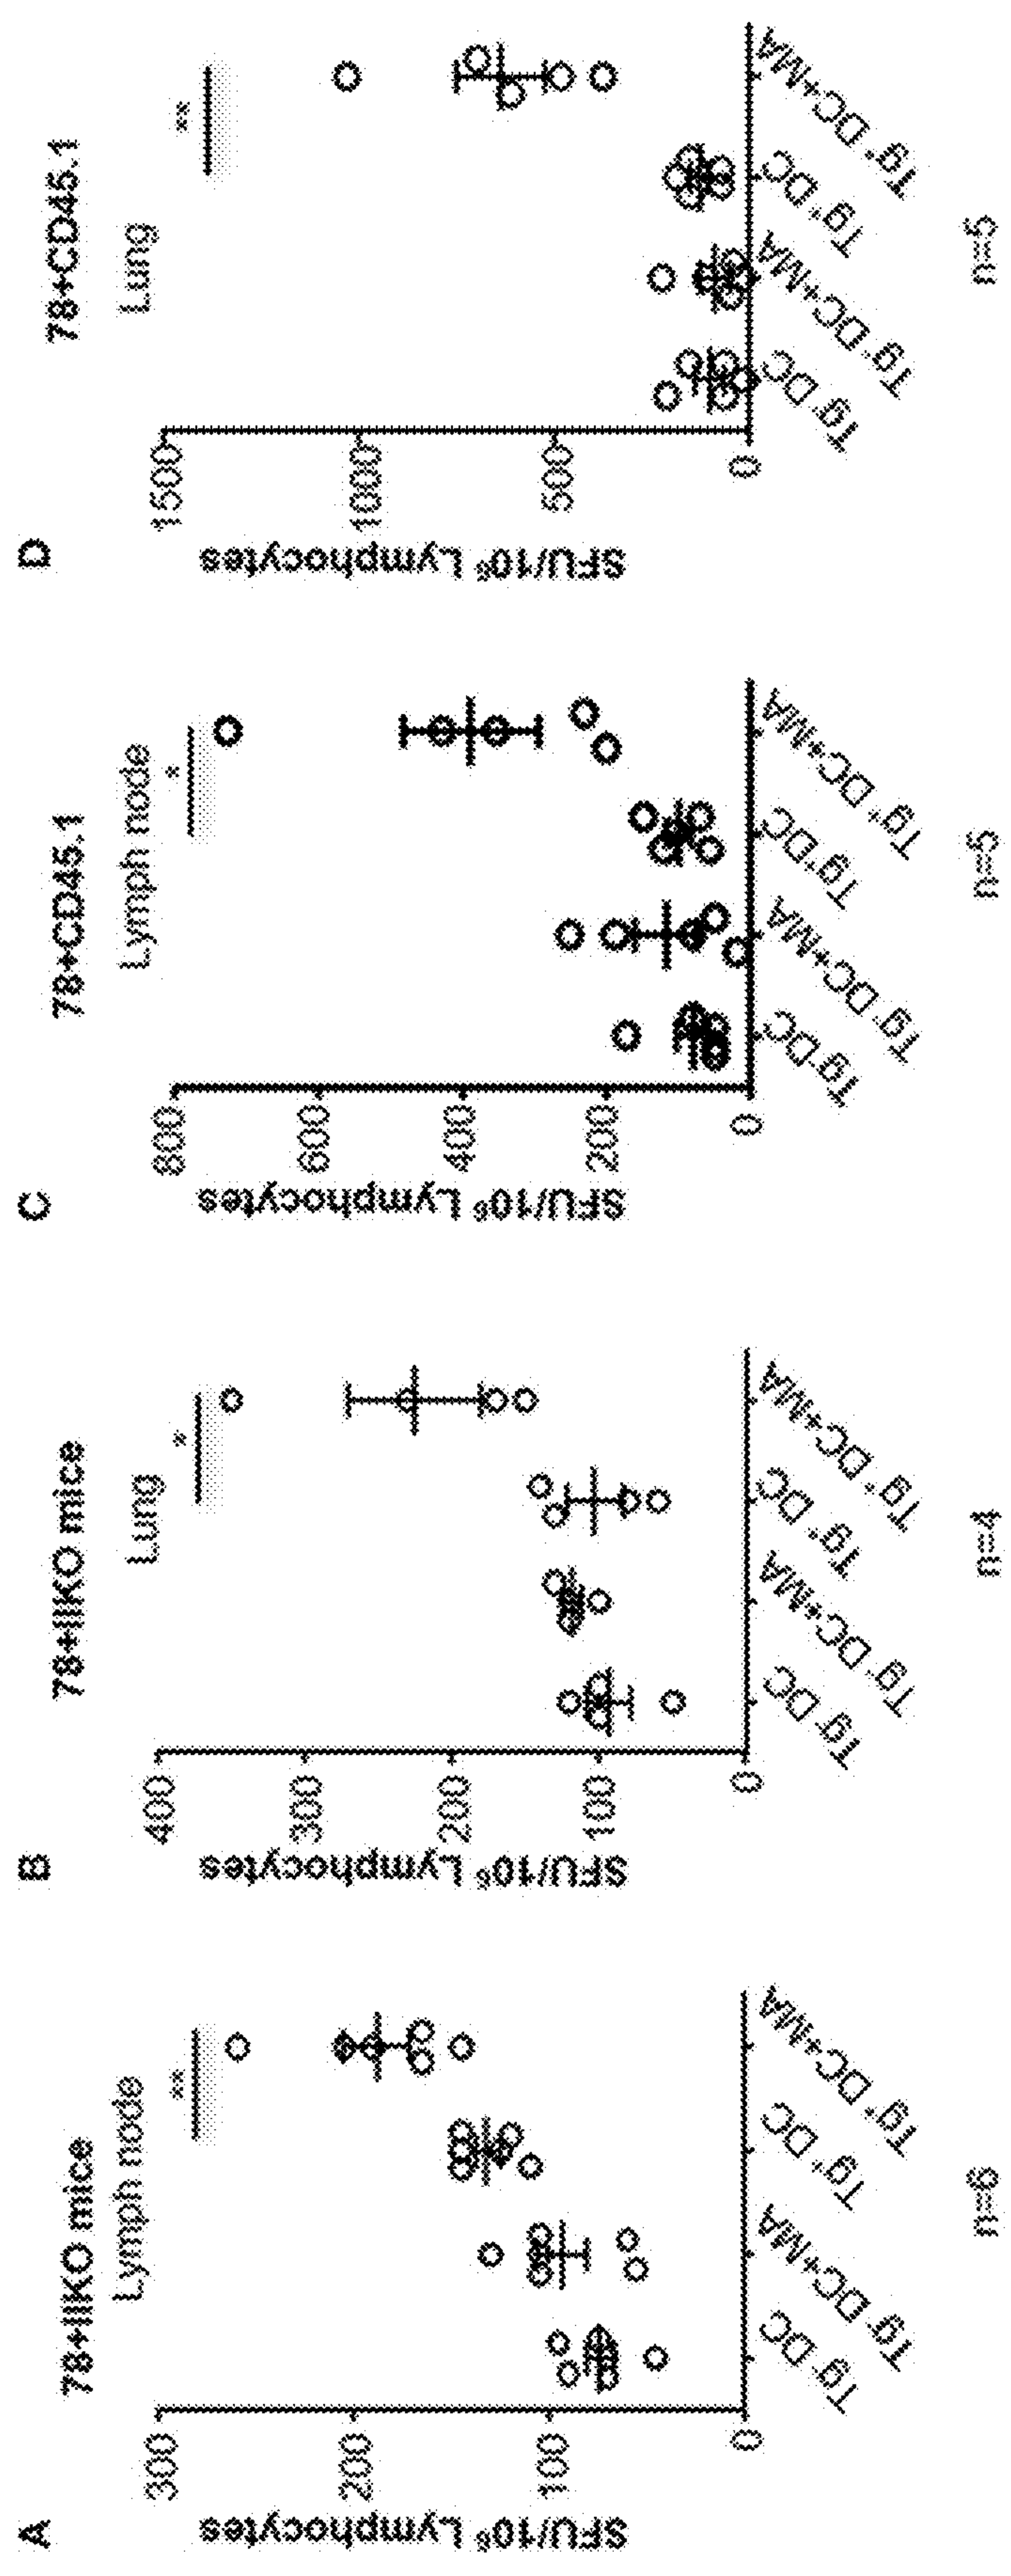 A
78+IIKO mice
Lymph node
**
SFU/10⁶ Lymphocytes
300
200
100
0
Tg⁻DC
Tg⁻DC+MA
Tg⁺DC
Tg⁺DC+MA
n=6
B
78+IIKO mice
Lung
*
SFU/10⁶ Lymphocytes
400
300
200
100
0
Tg⁻DC
Tg⁻DC+MA
Tg⁺DC
Tg⁺DC+MA
n=4
C
78+CD45.1
Lymph node
*
SFU/10⁶ Lymphocytes
800
600
400
200
0
Tg⁻DC
Tg⁻DC+MA
Tg⁺DC
Tg⁺DC+MA
n=5
D
78+CD45.1
Lung
**
SFU/10⁶ Lymphocytes
1500
1000
500
0
Tg⁻DC
Tg⁻DC+MA
Tg⁺DC
Tg⁺DC+MA
n=5